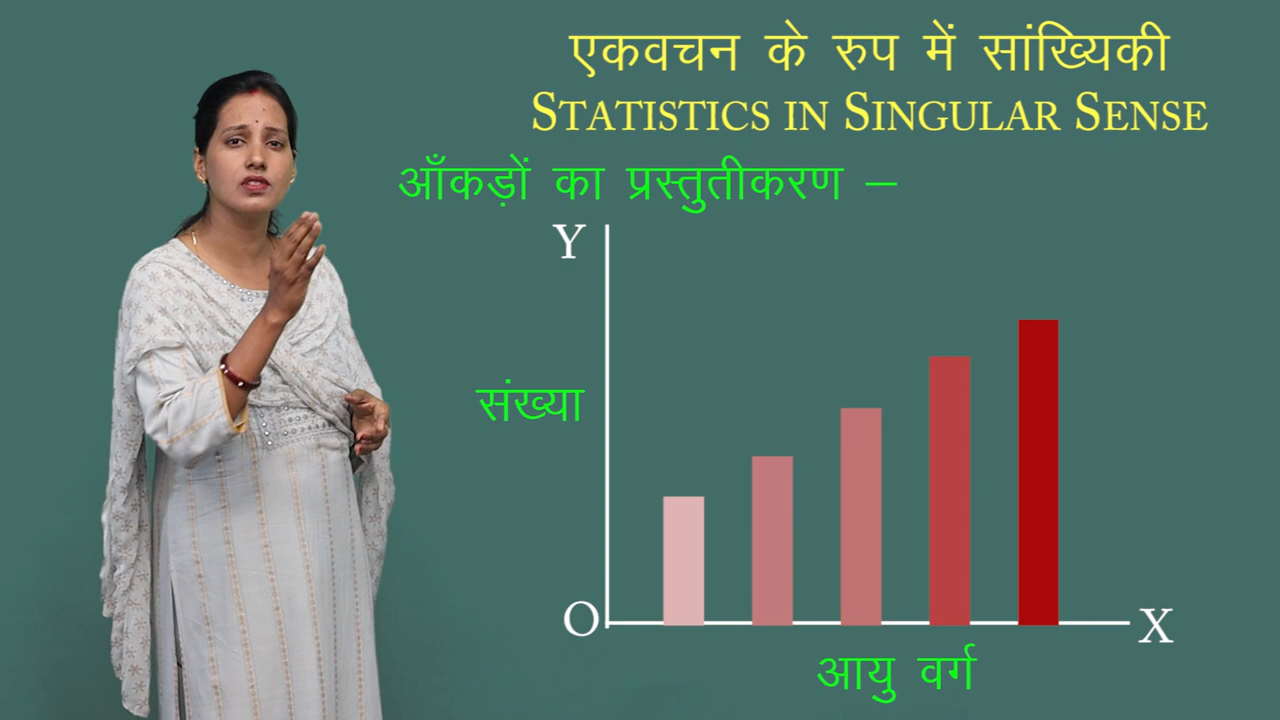 एकवचन के रुप में सांख्यिकी
STATISTICS IN SINGULAR SENSE
आँकड़ों का प्रस्तुतीकरण –
Y
संख्या
O
X
आयु वर्ग